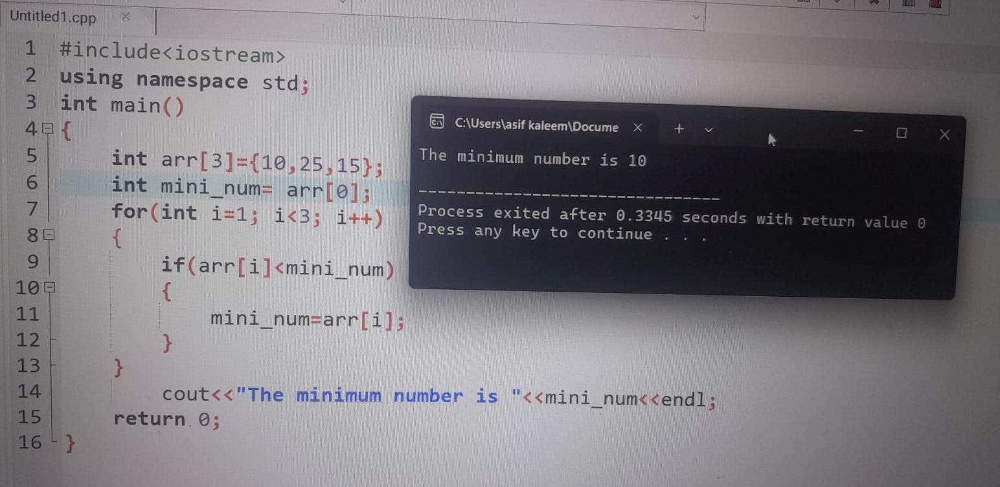 Untitled1.cpp
1 #include<iostream>
2 using namespace std;
3 int main()
4 {
5 int arr[3]={10,25,15};
6 int mini_num= arr[0];
7 for(int i=1; i<3; i++)
8 {
9 if(arr[i]<mini_num)
10 {
11 mini_num=arr[i];
12 }
13 }
14 cout<<"The minimum number is "<<mini_num<<endl;
15 return 0;
16 }
C:\Users\asif kaleem\Docume
The minimum number is 10
--------------------------------
Process exited after 0.3345 seconds with return value 0
Press any key to continue . . .